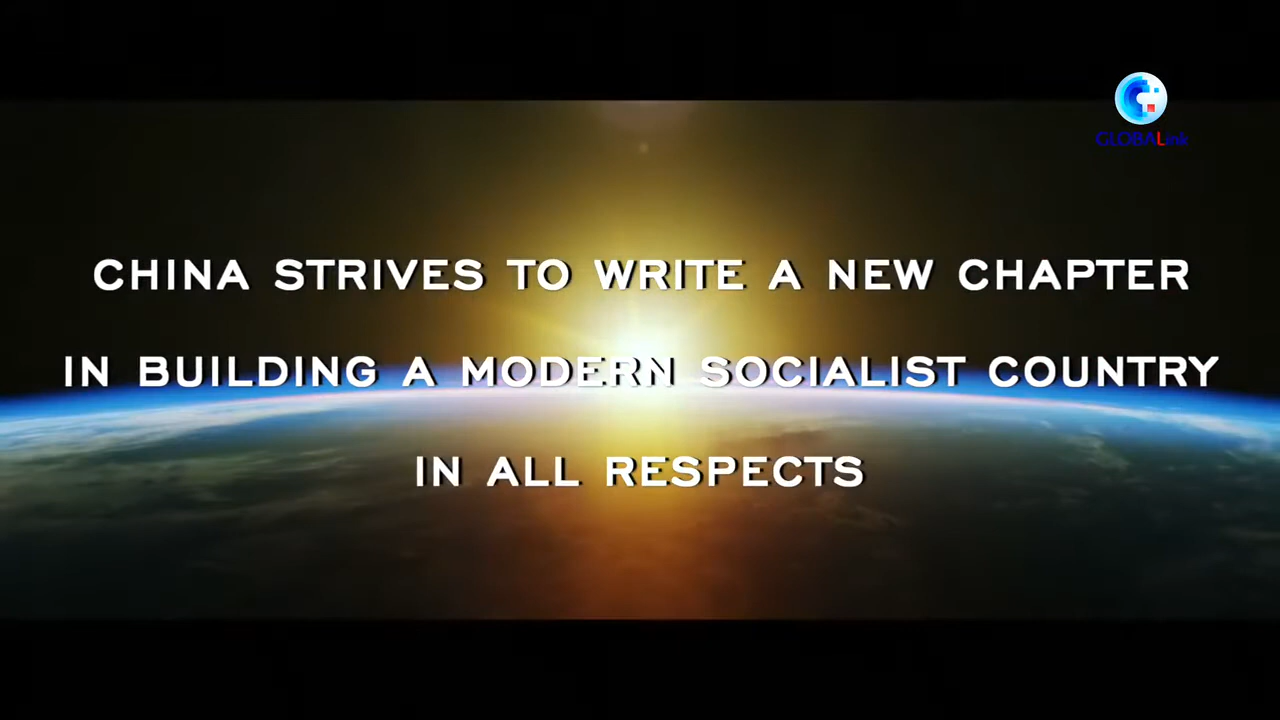 GLOBALink
CHINA STRIVES TO WRITE A NEW CHAPTER
IN BUILDING A MODERN SOCIALIST COUNTRY
IN ALL RESPECTS